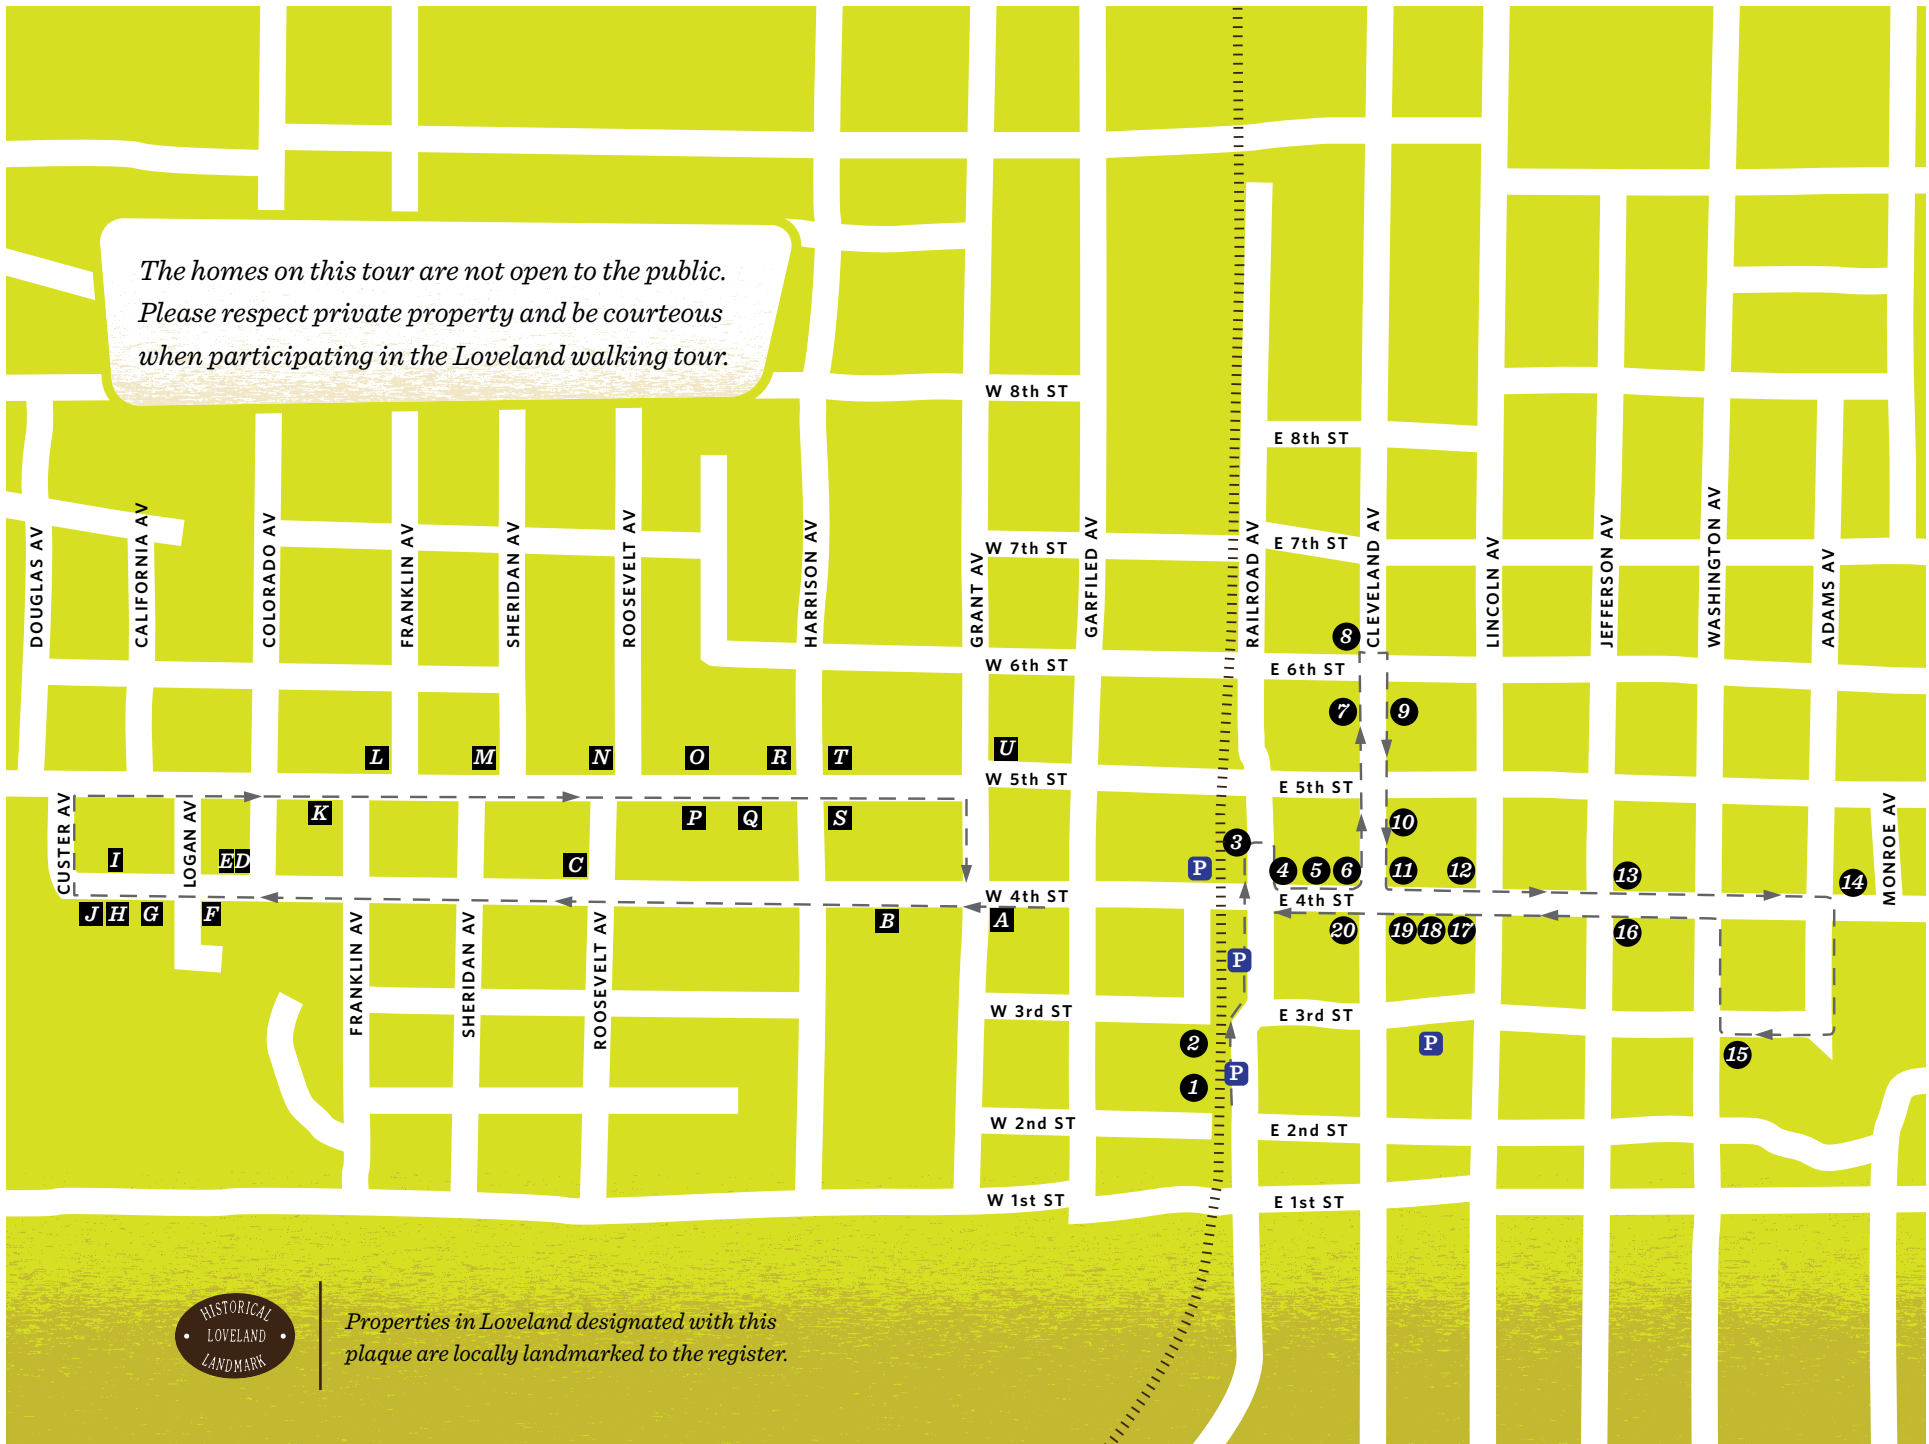 The homes on this tour are not open to the public.
Please respect private property and be courteous
when participating in the Loveland walking tour.
W 8th ST
E 8th ST
W 7th ST
E 7th ST
DOUGLAS AV
CALIFORNIA AV
COLORADO AV
FRANKLIN AV
SHERIDAN AV
ROOSEVELT AV
HARRISON AV
GRANT AV
GARFILED AV
RAILROAD AV
CLEVELAND AV
LINCOLN AV
JEFFERSON AV
WASHINGTON AV
ADAMS AV
8
W 6th ST
E 6th ST
7
9
L
M
N
O
R
T
U
W 5th ST
E 5th ST
CUSTER AV
LOGAN AV
MONROE AV
K
P
Q
S
10
3
I
E
D
C
P
4
5
6
11
12
13
14
W 4th ST
E 4th ST
J
H
G
F
B
A
20
19
18
17
16
FRANKLIN AV
SHERIDAN AV
ROOSEVELT AV
P
W 3rd ST
E 3rd ST
2
P
15
1
P
W 2nd ST
E 2nd ST
W 1st ST
E 1st ST
HISTORICAL
LOVELAND
LANDMARK
Properties in Loveland designated with this
plaque are locally landmarked to the register.